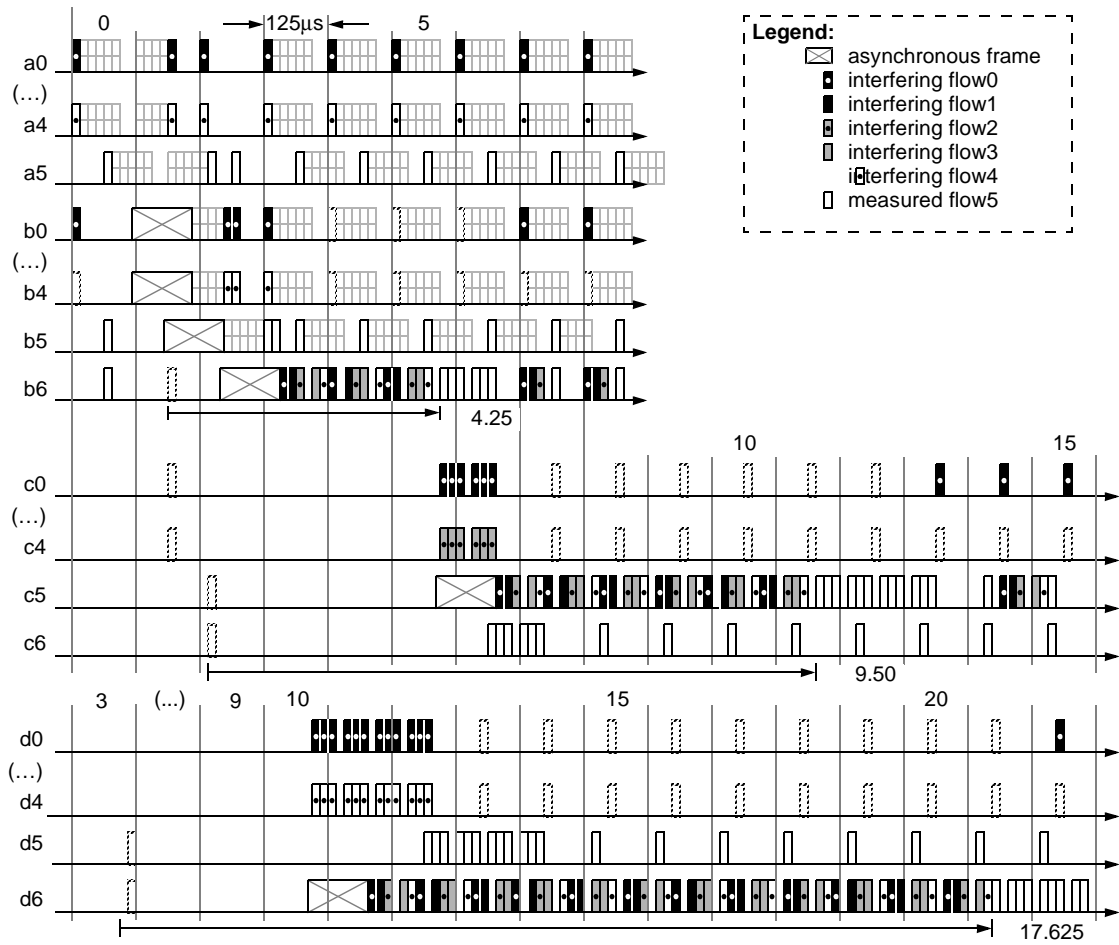 0
125µs
5
Legend:
asynchronous frame
interfering flow0
interfering flow1
interfering flow2
interfering flow3
interfering flow4
measured flow5
a0
(…)
a4
a5
b0
(…)
b4
b5
b6
4.25
10
15
c0
(…)
c4
c5
c6
9.50
3
(...)
9
10
15
20
d0
(…)
d4
d5
d6
17.625